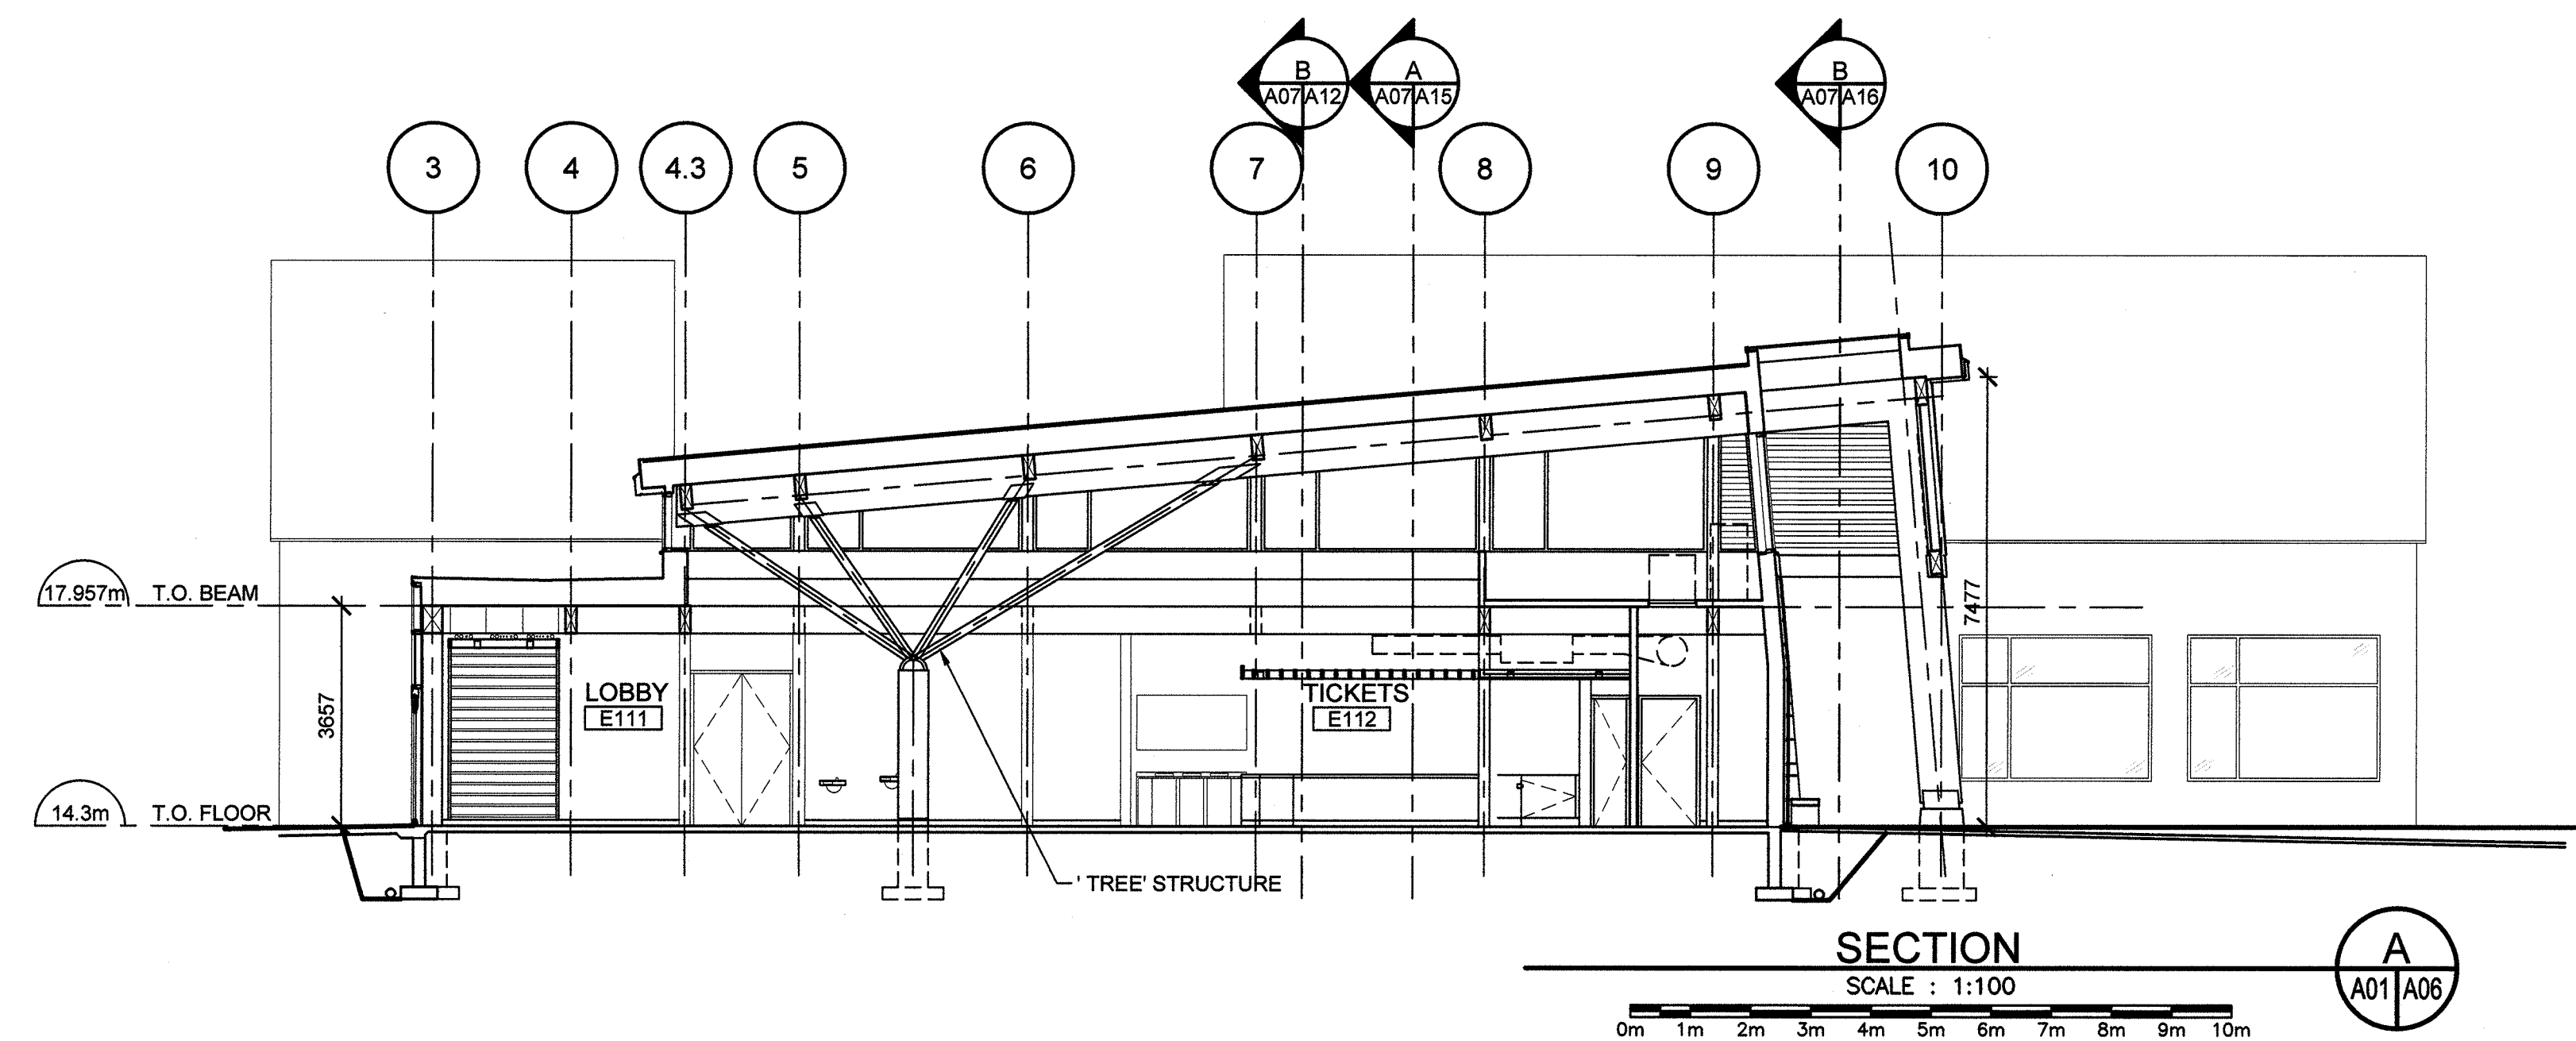 B
A07 A12
A
A07 A15
B
A07 A16
3
4
4.3
5
6
7
8
9
10
17.957m
T.O. BEAM
3657
7477
LOBBY
E111
TICKETS
E112
14.3m
T.O. FLOOR
' TREE' STRUCTURE
SECTION
SCALE : 1:100
A
A01 A06
0m 1m 2m 3m 4m 5m 6m 7m 8m 9m 10m